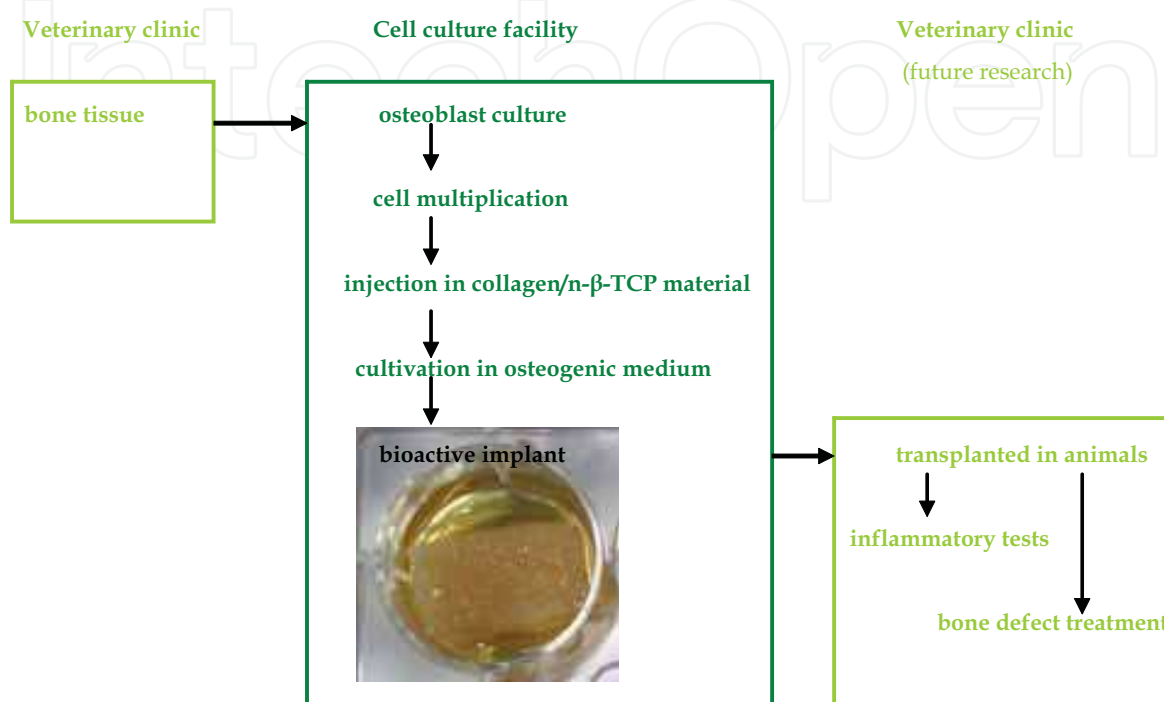 IntechOpen
Veterinary clinic
Cell culture facility
Veterinary clinic
(future research)
bone tissue
osteoblast culture
cell multiplication
injection in collagen/n-β-TCP material
cultivation in osteogenic medium
bioactive implant
transplanted in animals
inflammatory tests
bone defect treatment